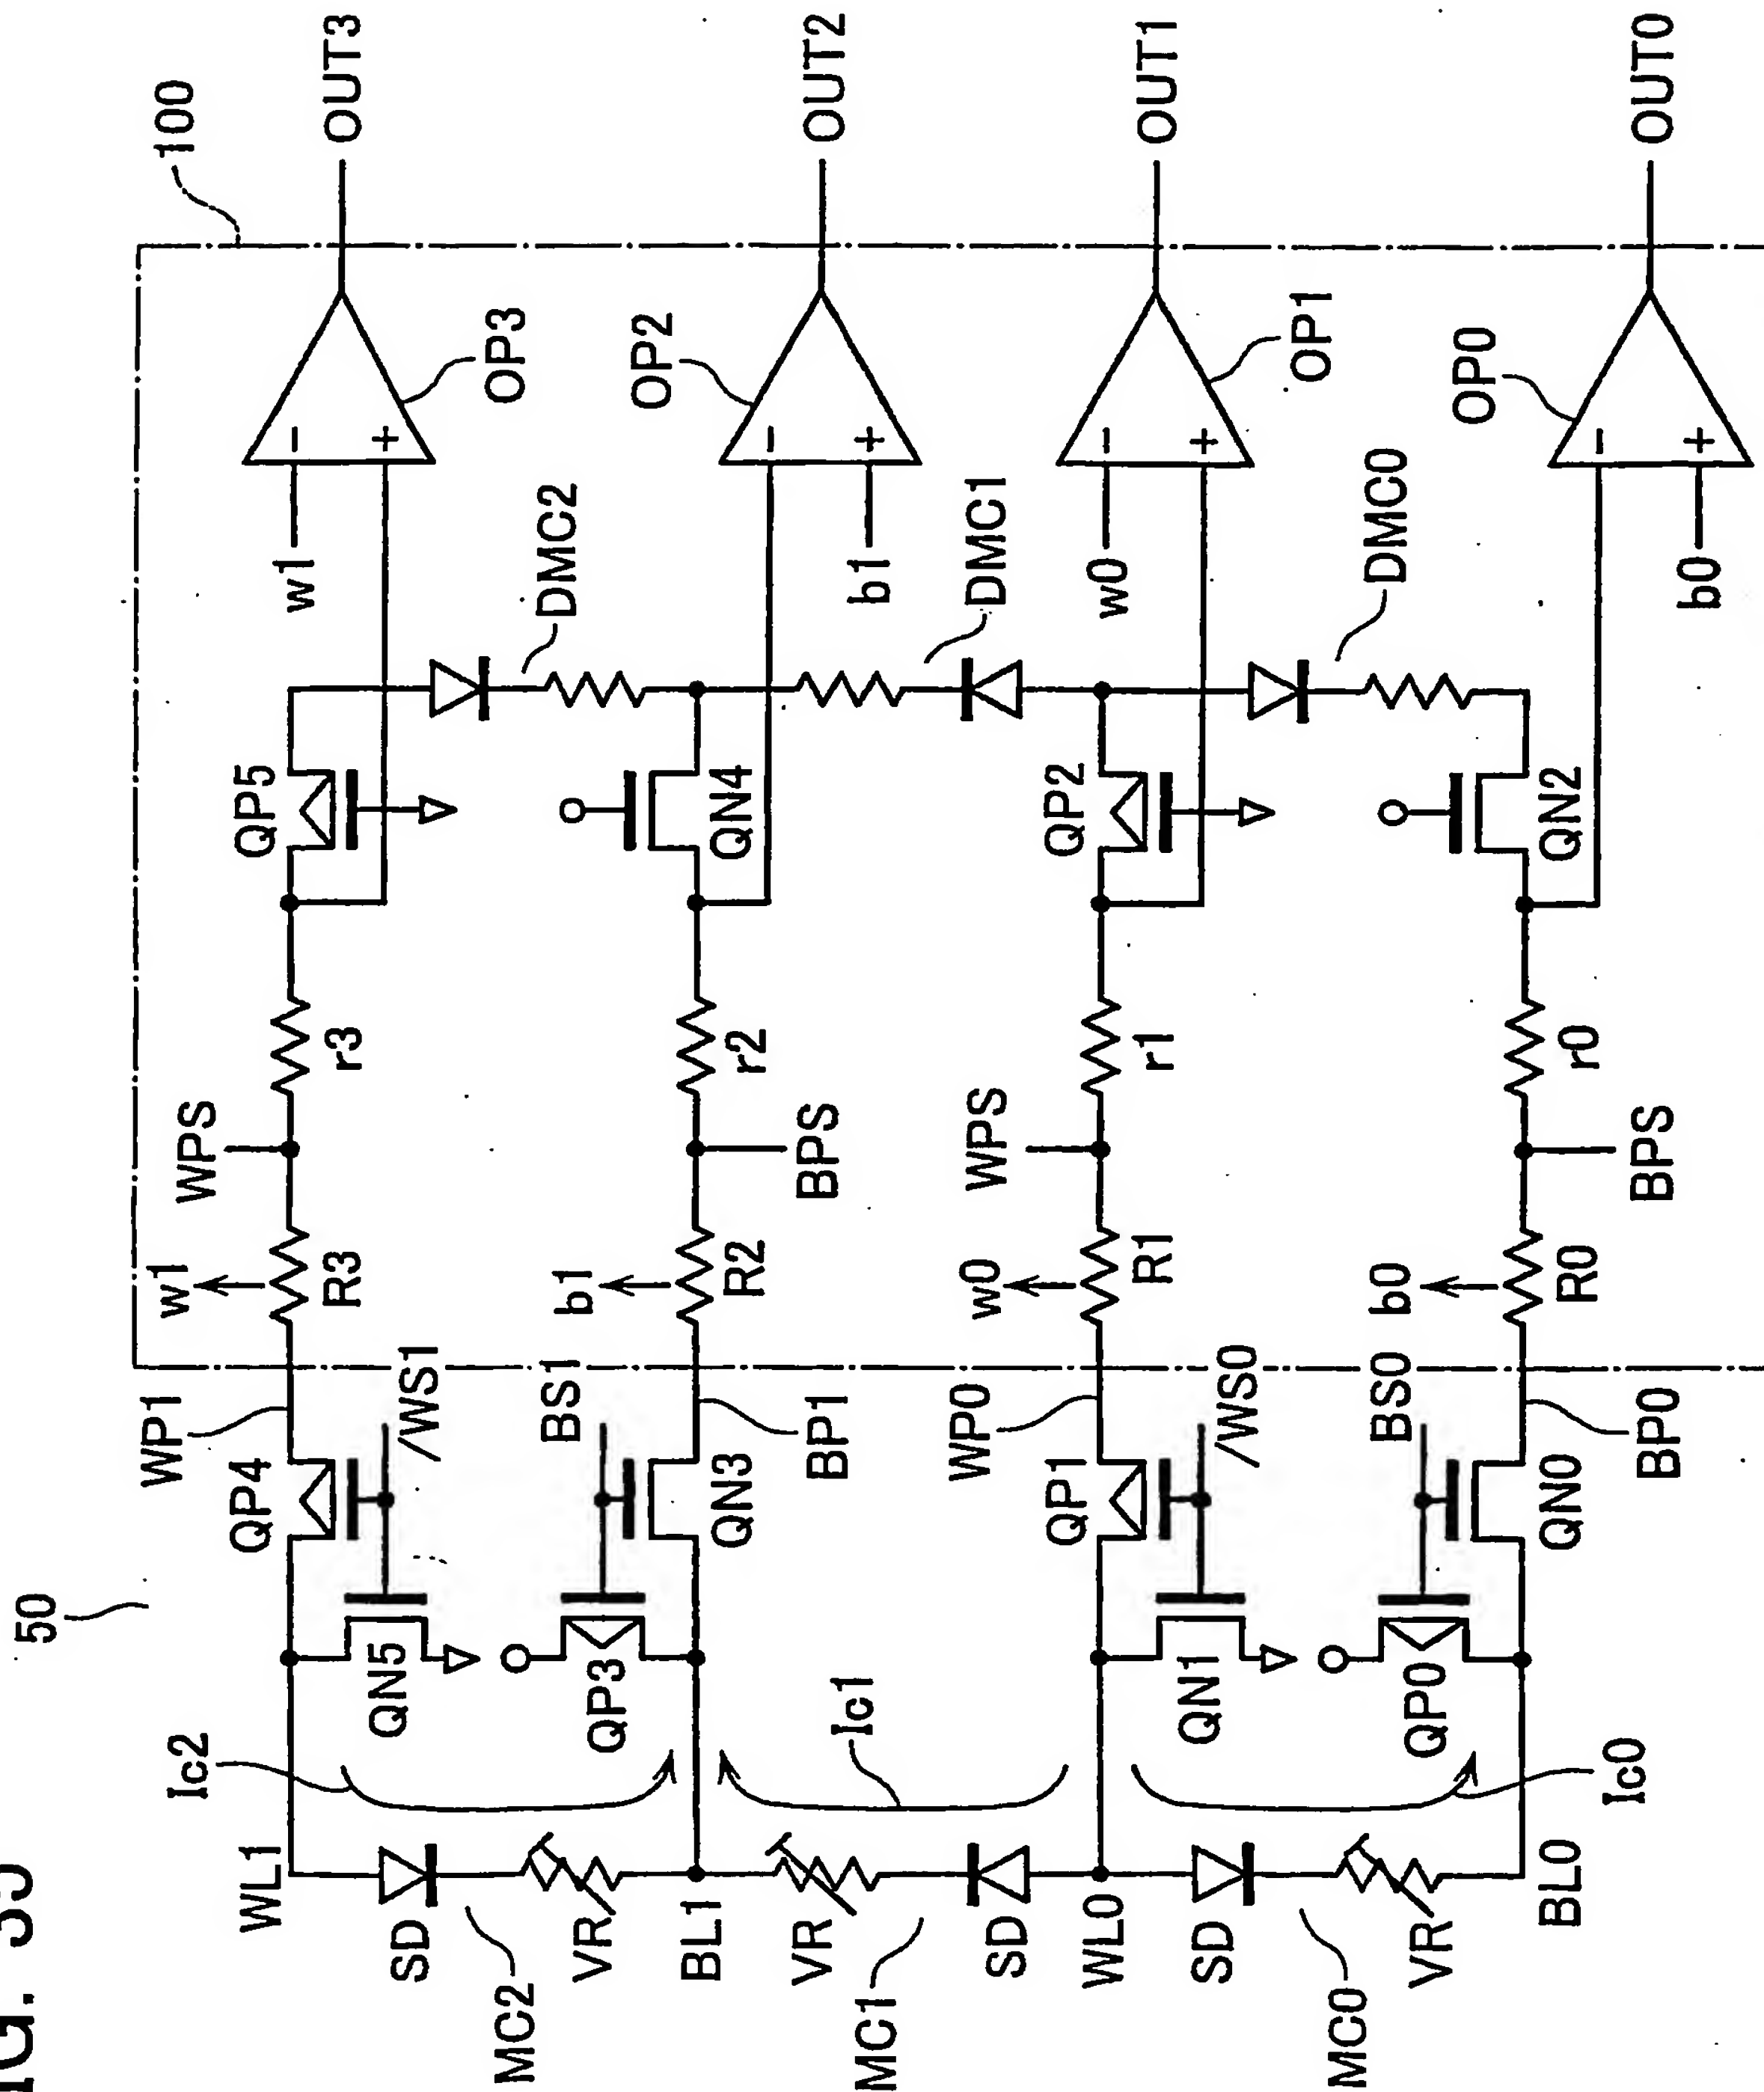 100
OUT3
OUT2
OUT1
OUT0
OP3
OP2
OP1
OP0
-
+
-
+
-
+
-
+
w1
b1
w0
b0
DMC2
DMC1
DMC0
QP5
QN4
QP2
QN2
r3
r2
r1
r0
WPS
BPS
WPS
BPS
w1
b1
w0
b0
R3
R2
R1
R0
WP1
/WS1
BS1
BP1
WP0
/WS0
BS0
BP0
QP4
QN3
QP1
QN0
50
QN5
QP3
QN1
QP0
Ic2
Ic1
Ic0
WL1
SD
VR
BL1
VR
SD
WL0
SD
VR
BL0
MC2
MC1
MC0